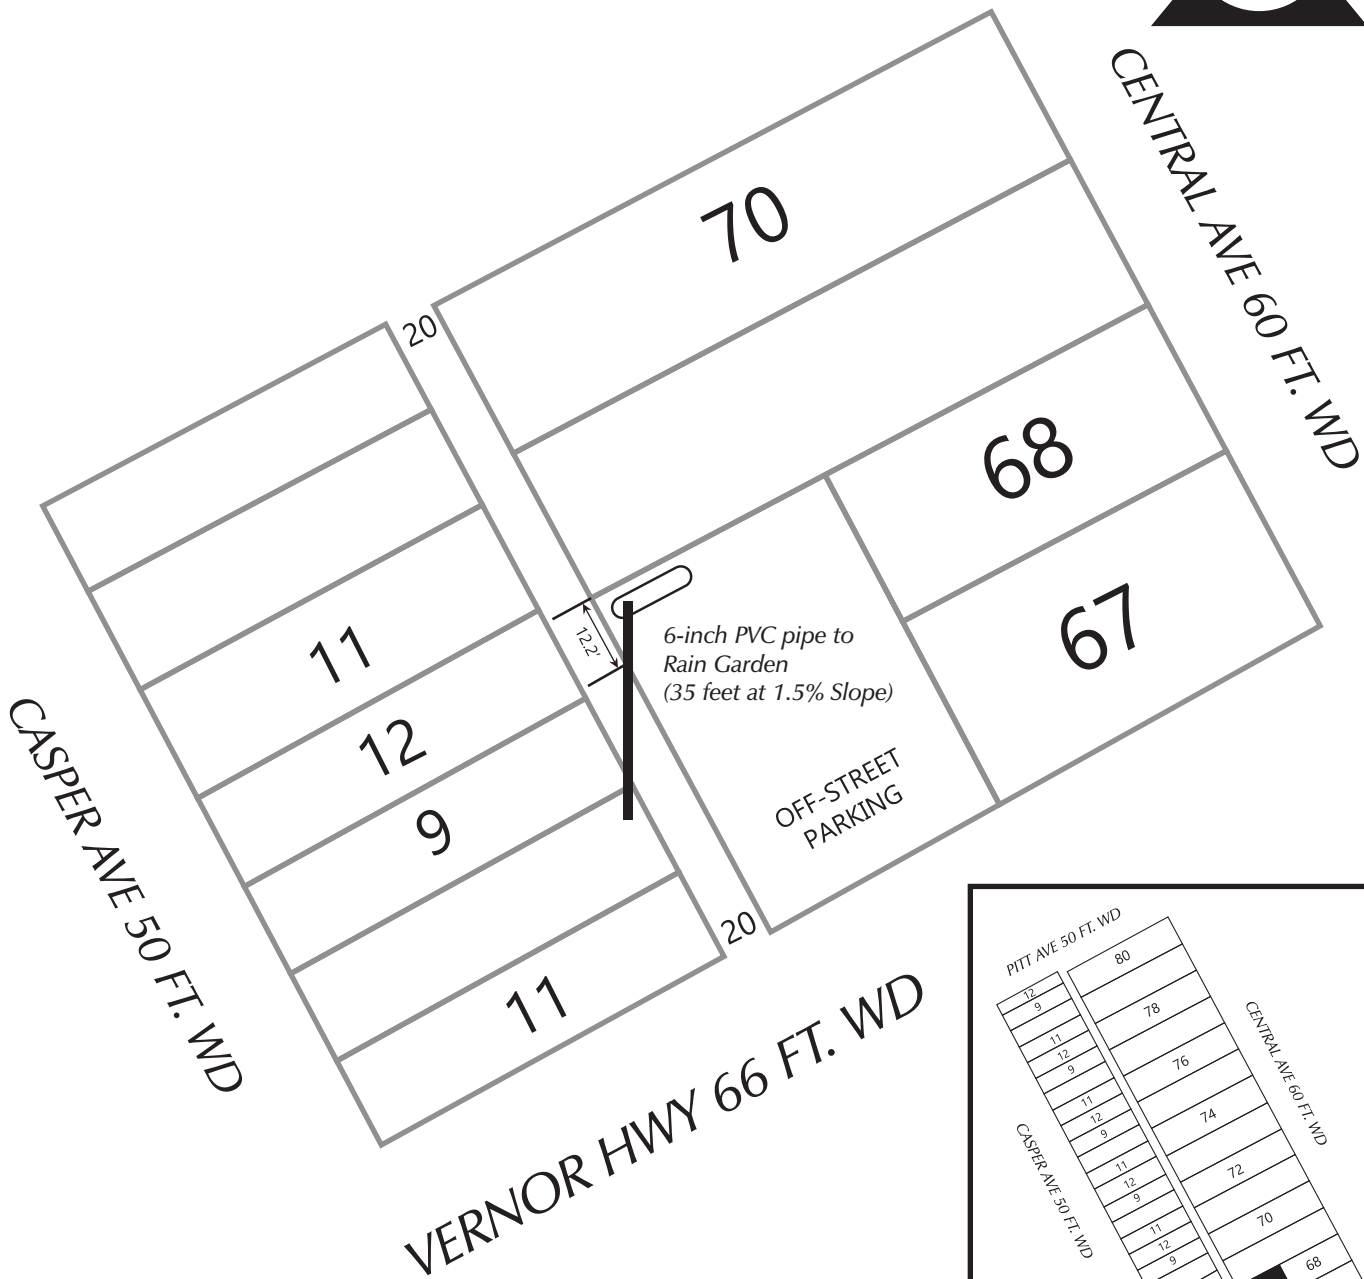 CENTRAL AVE 60 FT. WD
70
20
68
11
12.2'
6-inch PVC pipe to
Rain Garden
(35 feet at 1.5% Slope)
67
12
9
OFF-STREET
PARKING
CASPER AVE 50 FT. WD
11
20
VERNOR HWY 66 FT. WD
PITT AVE 50 FT. WD
80
12
9
78
11
12
9
76
11
12
9
74
11
12
9
72
11
12
9
70
68
CENTRAL AVE 60 FT. WD
CASPER AVE 50 FT. WD